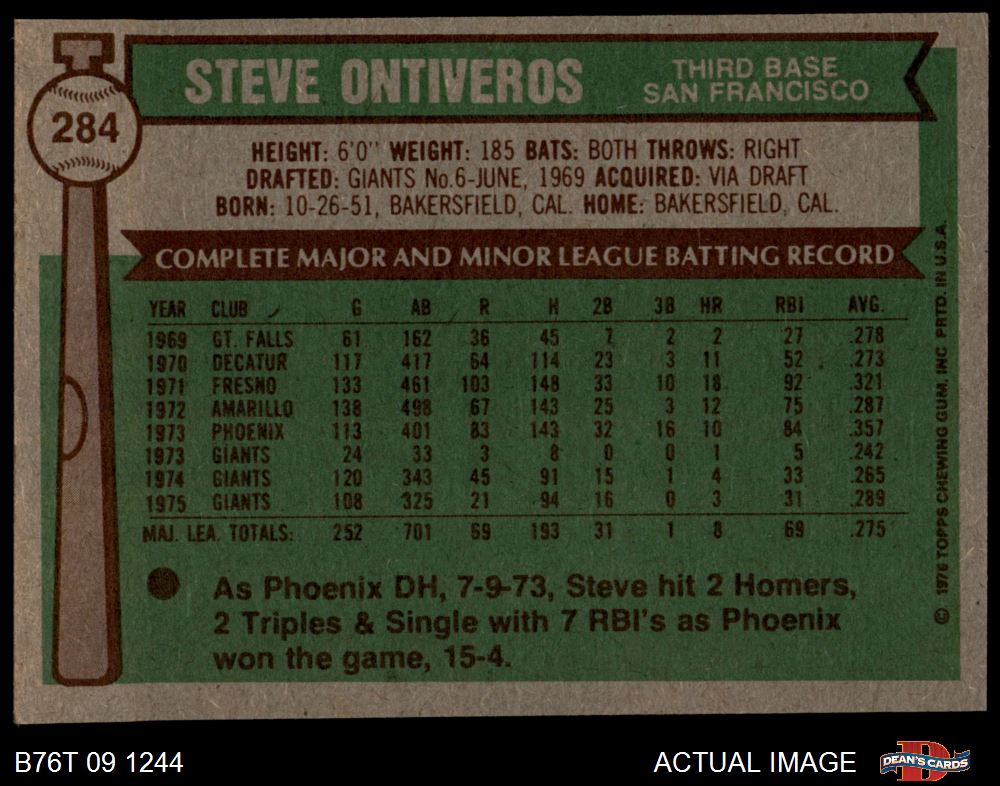 284
STEVE ONTIVEROS
THIRD BASE
SAN FRANCISCO
HEIGHT: 6'0" WEIGHT: 185 BATS: BOTH THROWS: RIGHT
DRAFTED: GIANTS No.6-JUNE, 1969 ACQUIRED: VIA DRAFT
BORN: 10-26-51, BAKERSFIELD, CAL. HOME: BAKERSFIELD, CAL.
COMPLETE MAJOR AND MINOR LEAGUE BATTING RECORD
YEAR CLUB G AB R H 2B 3B HR RBI AVG.
1969 GT. FALLS 61 162 36 45 7 2 2 27 .278
1970 DECATUR 117 417 64 114 23 3 11 52 .273
1971 FRESNO 133 461 103 148 33 10 18 92 .321
1972 AMARILLO 138 498 67 143 25 3 12 75 .287
1973 PHOENIX 113 401 83 143 32 16 10 84 .357
1973 GIANTS 24 33 3 8 0 0 1 5 .242
1974 GIANTS 120 343 45 91 15 1 4 33 .265
1975 GIANTS 108 325 21 94 16 0 3 31 .289
MAJ. LEA. TOTALS: 252 701 69 193 31 1 8 69 .275
As Phoenix DH, 7-9-73, Steve hit 2 Homers,
2 Triples & Single with 7 RBI's as Phoenix
won the game, 15-4.
© 1976 TOPPS CHEWING GUM, INC PRTD. IN U.S.A.
B76T 09 1244
ACTUAL IMAGE
D
DEAN'S CARDS